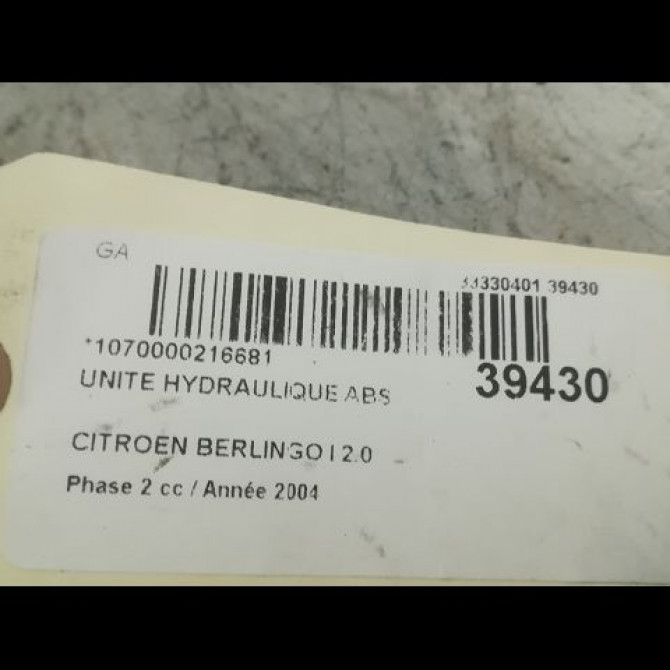 GA
33330401 39430
*1070000216681
39430
UNITE HYDRAULIQUE ABS
CITROEN BERLINGO I 2.0
Phase 2 cc / Année 2004